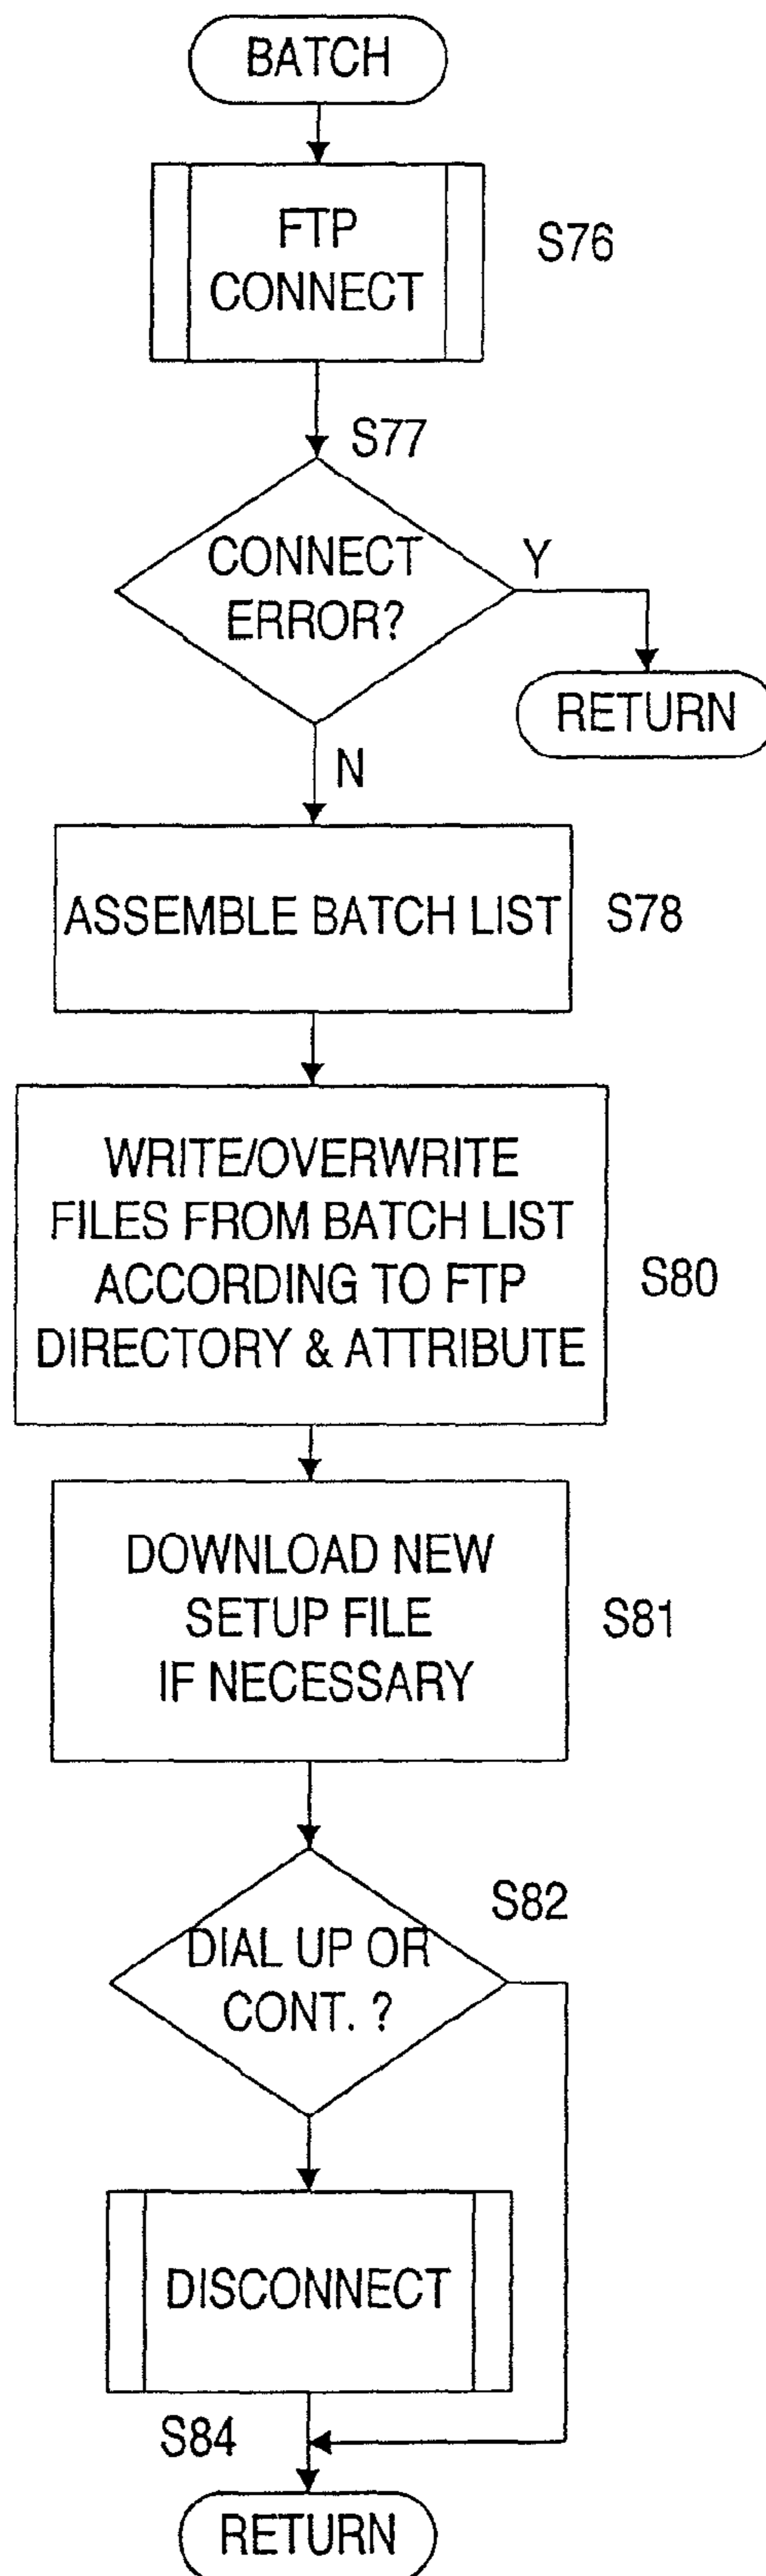 BATCH
FTP
CONNECT
S76
S77
CONNECT
ERROR?
Y
RETURN
N
ASSEMBLE BATCH LIST
S78
WRITE/OVERWRITE
FILES FROM BATCH LIST
ACCORDING TO FTP
DIRECTORY & ATTRIBUTE
S80
DOWNLOAD NEW
SETUP FILE
IF NECESSARY
S81
S82
DIAL UP OR
CONT. ?
DISCONNECT
S84
RETURN